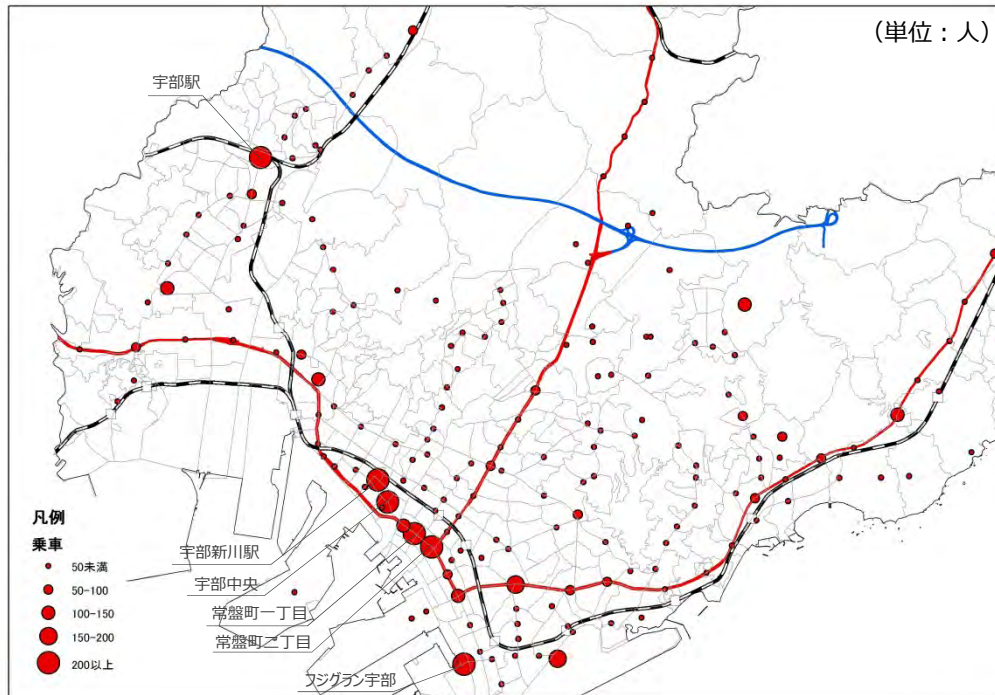 （単位：人）
宇部駅
凡例
乗車
50未満
50-100
100-150
150-200
200以上
宇部新川駅
宇部中央
常盤町一丁目
常盤町二丁目
フジグラン宇部